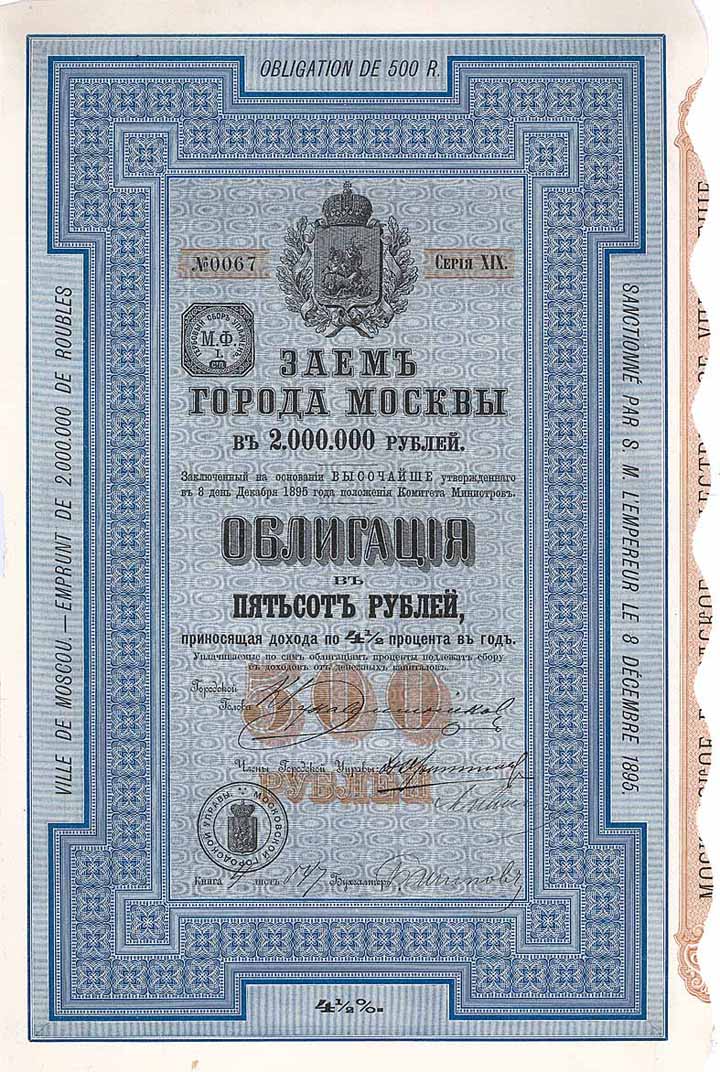 OBLIGATION DE 500 R.
VILLE DE MOSCOU. — EMPRUNT DE 2.000.000 DE ROUBLES
SANCTIONNÉ PAR S. M. L'EMPEREUR LE 8 DÉCEMBRE 1895
№0067
Серія XIX.
М.Ф.
I.
ЗАЕМЪ
ГОРОДА МОСКВЫ
въ 2.000.000 рублей.
Заключенный на основаніи ВЫСОЧАЙШЕ утвержденнаго
въ 8 день Декабря 1895 года положенія Комитета Министровъ.
ОБЛИГАЦІЯ
ВЪ
ПЯТЬСОТЪ РУБЛЕЙ,
приносящая дохода по 4½ процента въ годъ.
Уплачиваемые по симъ облигаціямъ проценты подлежатъ сбору
съ доходовъ отъ денежныхъ капиталовъ.
500
РУБЛЕЙ
Городской
Голова
Члены Городской Управы:
МОСКОВСКОЙ ГОРОДСКОЙ УПРАВЫ
Книга листъ Бухгалтеръ
4½%